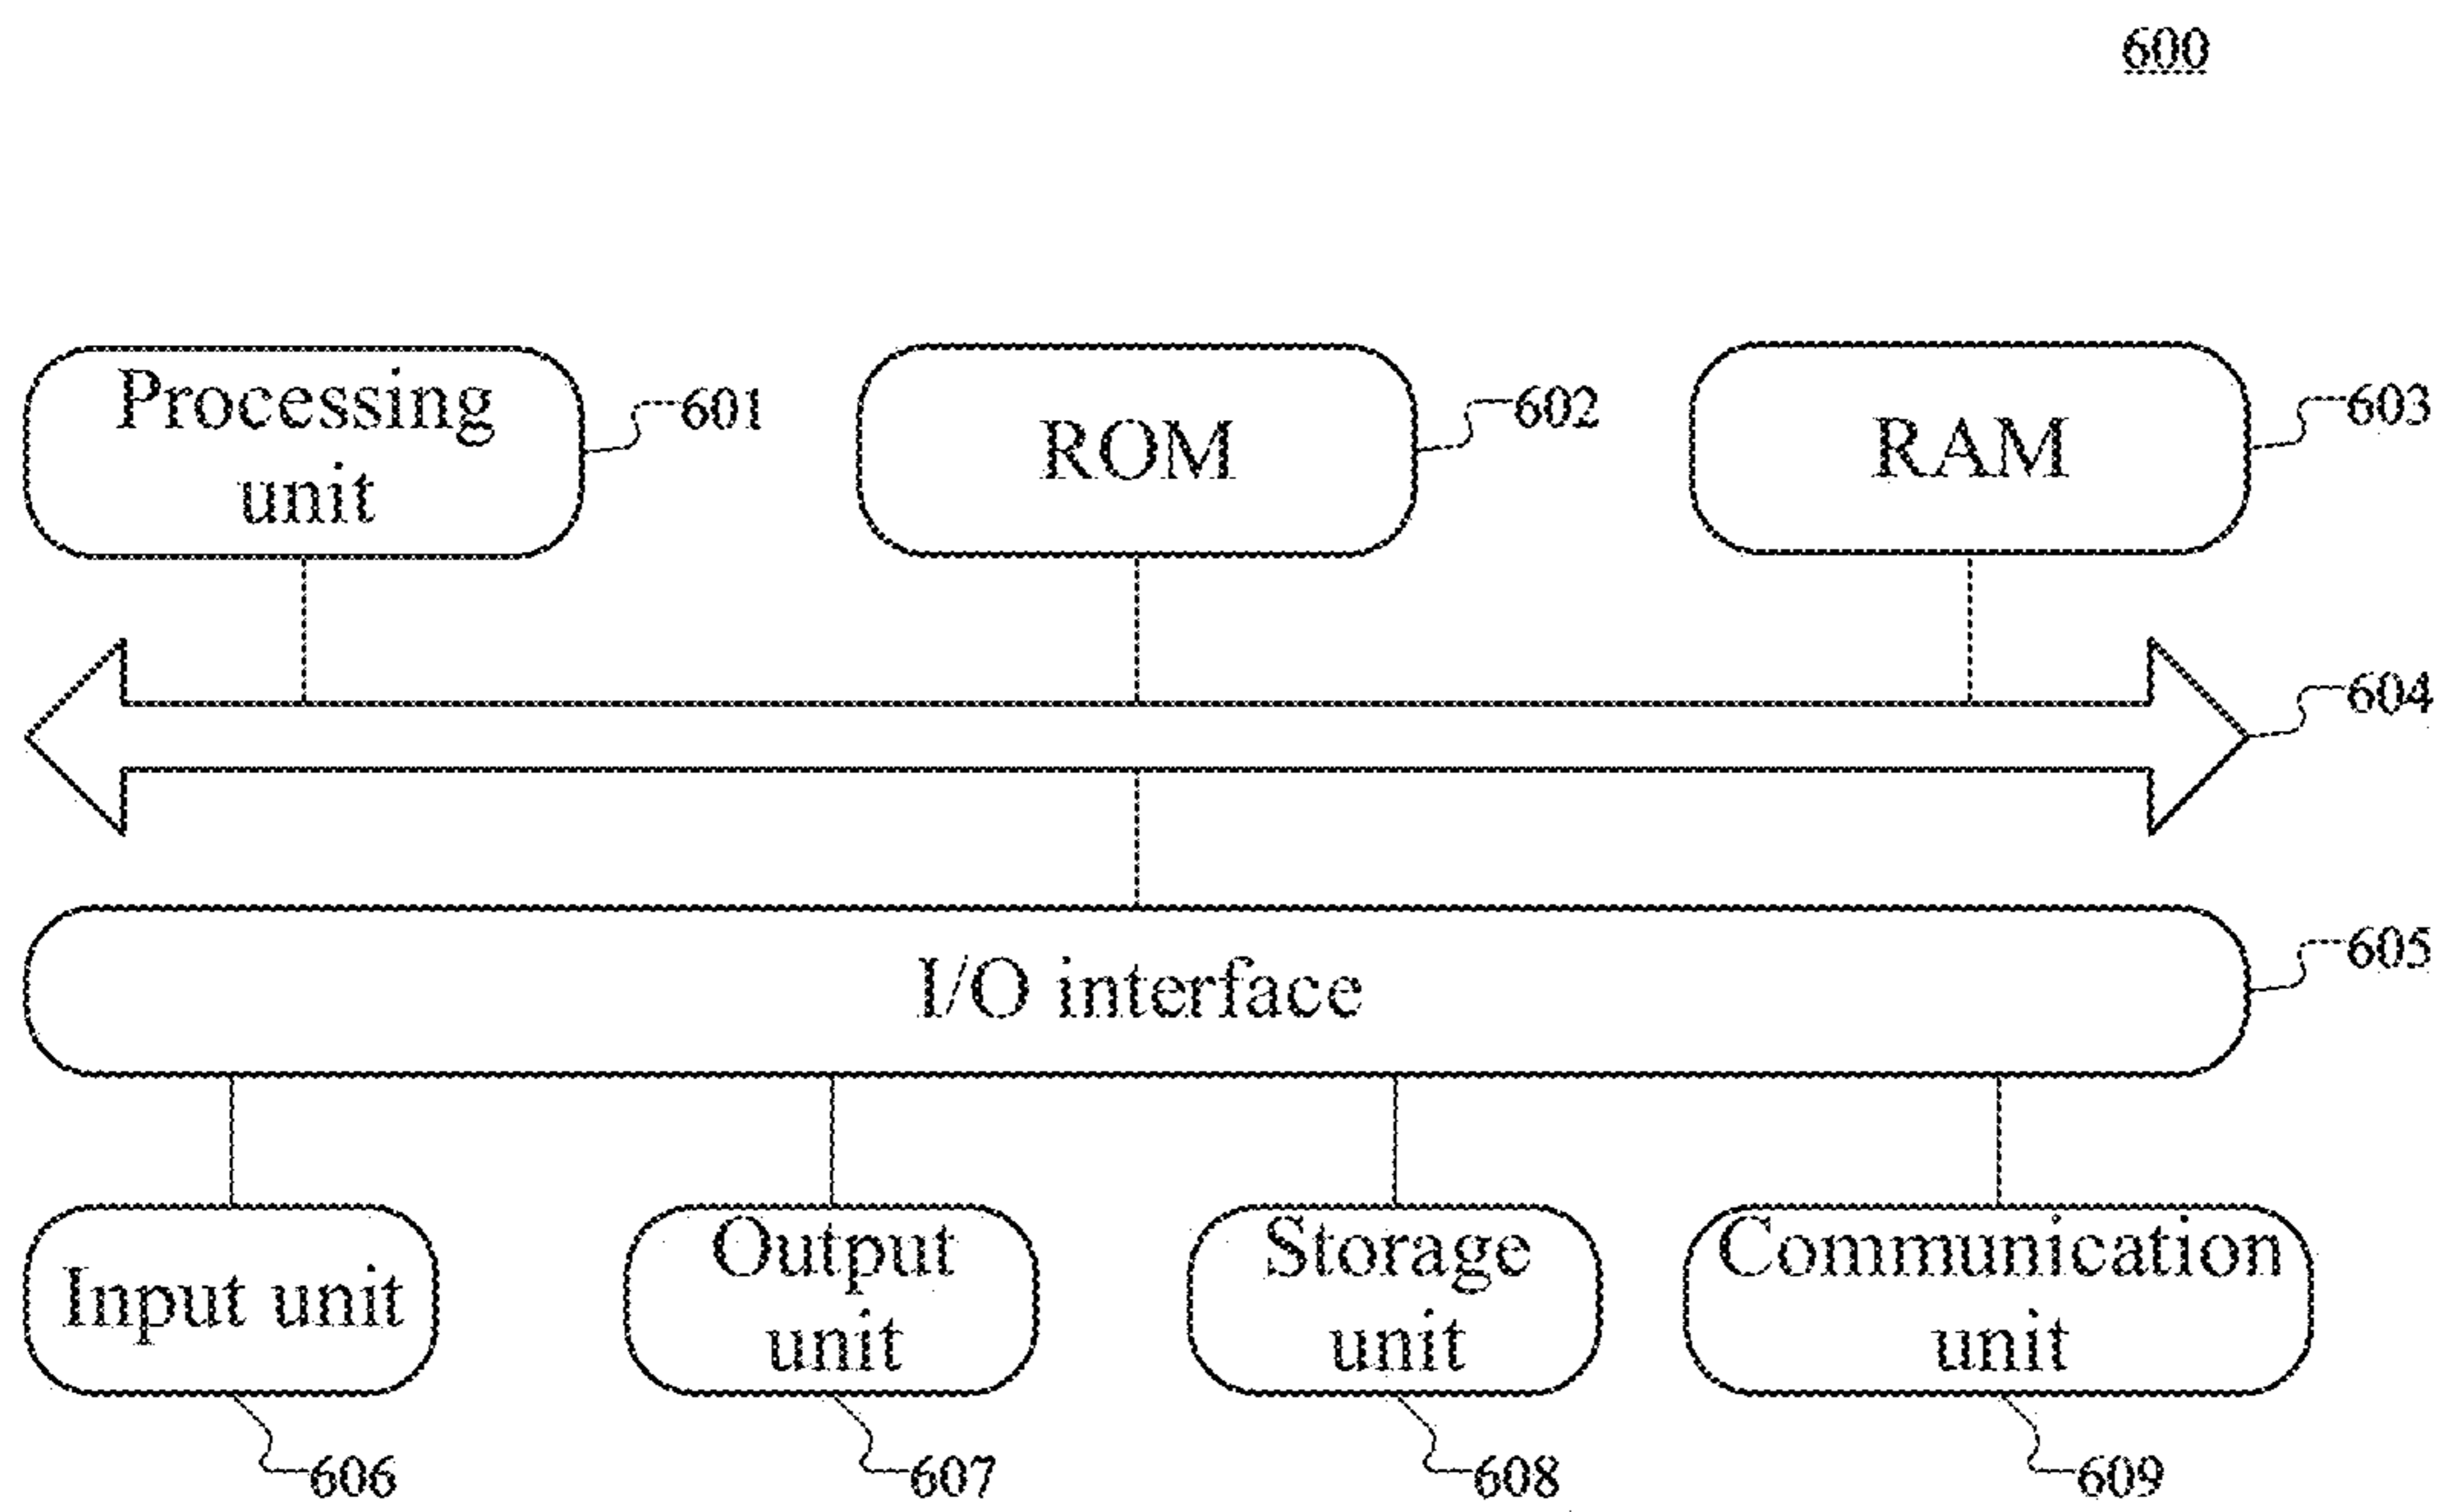 600
Processing
unit
601
ROM
602
RAM
603
604
I/O interface
605
Input unit
Output
unit
Storage
unit
Communication
unit
606
607
608
609